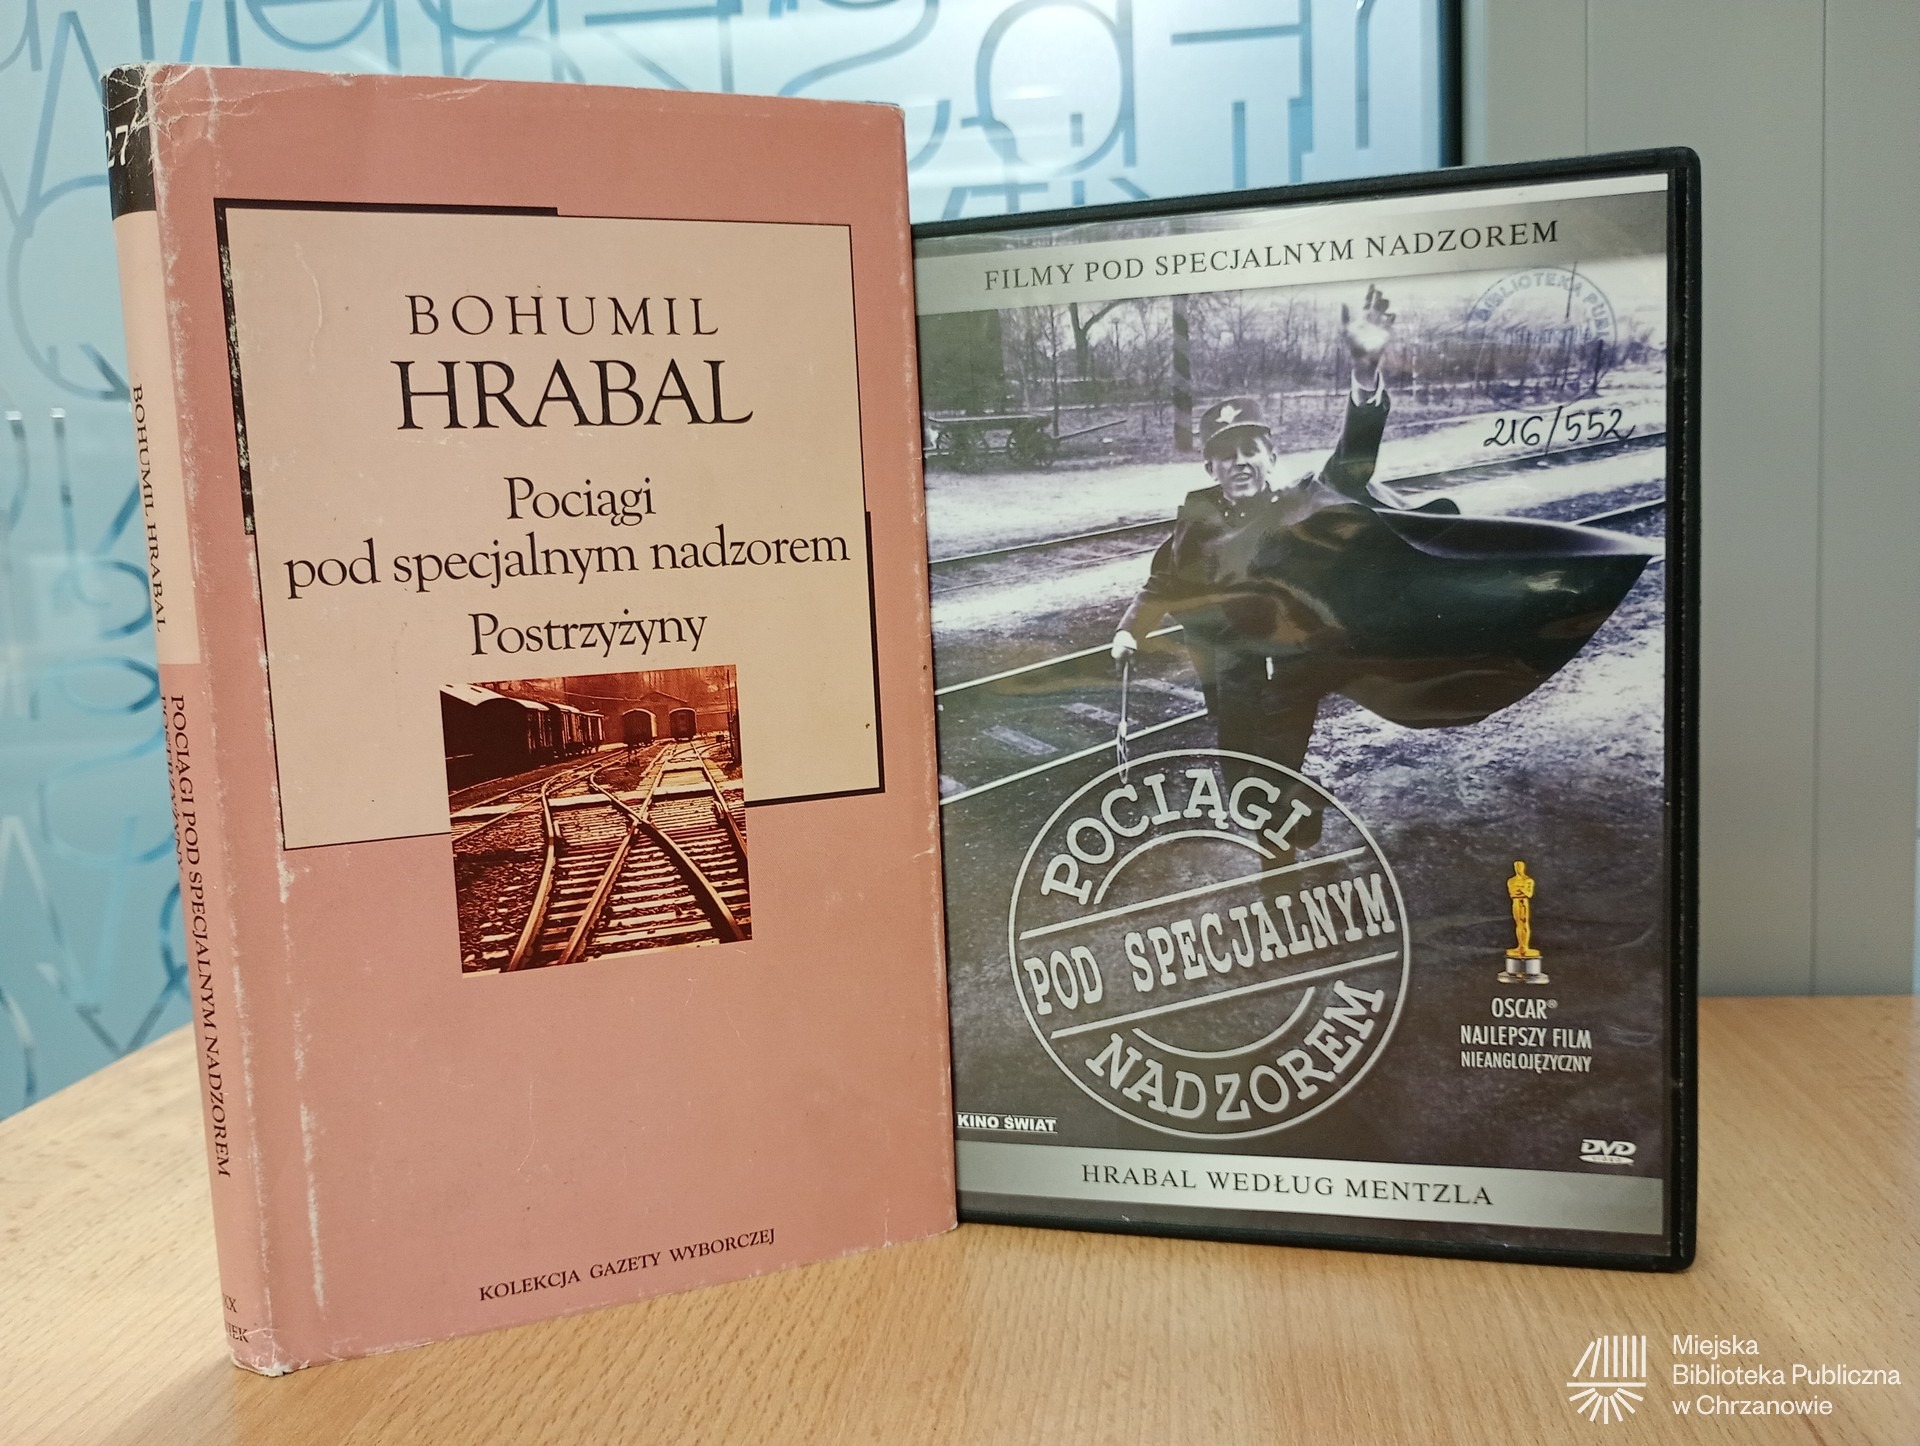 27
BOHUMIL HRABAL
POCIĄGI POD SPECJALNYM NADZOREM
BOHUMIL
HRABAL
Pociągi
pod specjalnym nadzorem
Postrzyżyny
KOLEKCJA GAZETY WYBORCZEJ
FILMY POD SPECJALNYM NADZOREM
BIBLIOTEKA
216/552
POCIĄGI
POD SPECJALNYM
NADZOREM
OSCAR®
NAJLEPSZY FILM
NIEANGLOJĘZYCZNY
KINO ŚWIAT
DVD
VIDEO
HRABAL WEDŁUG MENTZLA
Miejska
Biblioteka Publiczna
w Chrzanowie